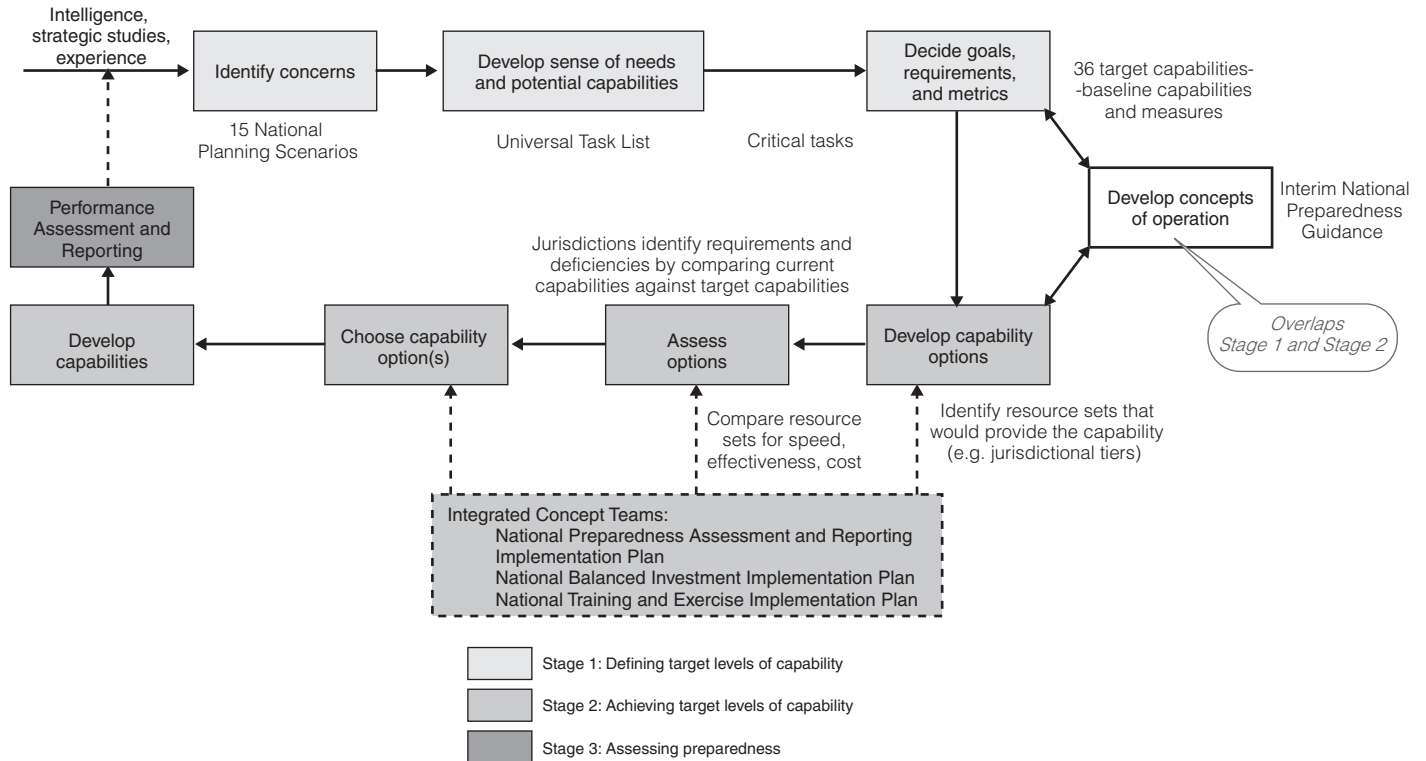 Intelligence,
strategic studies,
experience
Identify concerns
15 National
Planning Scenarios
Develop sense of needs
and potential capabilities
Universal Task List
Critical tasks
Decide goals,
requirements,
and metrics
36 target capabilities-
-baseline capabilities
and measures
Develop concepts
of operation
Interim National
Preparedness
Guidance
Overlaps
Stage 1 and Stage 2
Performance
Assessment and
Reporting
Jurisdictions identify requirements and
deficiencies by comparing current
capabilities against target capabilities
Develop
capabilities
Choose capability
option(s)
Assess
options
Develop capability
options
Compare resource
sets for speed,
effectiveness, cost
Identify resource sets that
would provide the capability
(e.g. jurisdictional tiers)
Integrated Concept Teams:
National Preparedness Assessment and Reporting
Implementation Plan
National Balanced Investment Implementation Plan
National Training and Exercise Implementation Plan
Stage 1: Defining target levels of capability
Stage 2: Achieving target levels of capability
Stage 3: Assessing preparedness